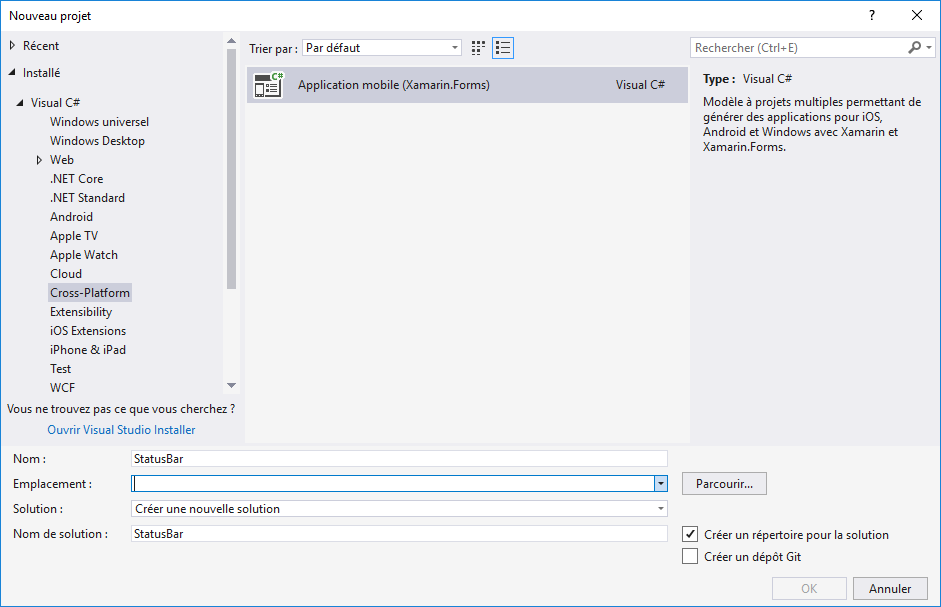 Nouveau projet
?
Récent
Installé
Visual C#
Windows universel
Windows Desktop
Web
.NET Core
.NET Standard
Android
Apple TV
Apple Watch
Cloud
Cross-Platform
Extensibility
iOS Extensions
iPhone & iPad
Test
WCF
Vous ne trouvez pas ce que vous cherchez ?
Ouvrir Visual Studio Installer
Trier par : Par défaut
C#
Application mobile (Xamarin.Forms) Visual C#
Rechercher (Ctrl+E)
Type : Visual C#
Modèle à projets multiples permettant de
générer des applications pour iOS,
Android et Windows avec Xamarin et
Xamarin.Forms.
Nom : StatusBar
Emplacement : Parcourir...
Solution : Créer une nouvelle solution
Nom de solution : StatusBar
Créer un répertoire pour la solution
Créer un dépôt Git
OK Annuler